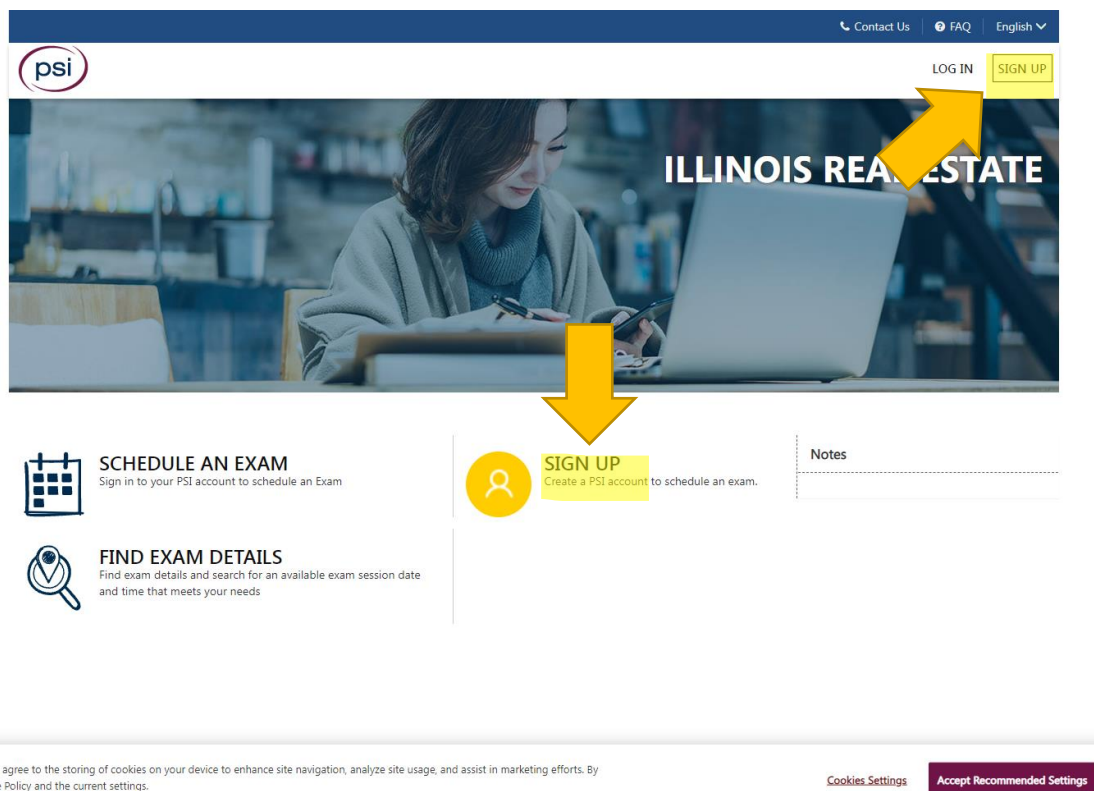 Contact Us
FAQ
English
psi
LOG IN
SIGN UP
ILLINOIS REAL ESTATE
SCHEDULE AN EXAM
Sign in to your PSI account to schedule an Exam
SIGN UP
Create a PSI account to schedule an exam.
Notes
FIND EXAM DETAILS
Find exam details and search for an available exam session date
and time that meets your needs
agree to the storing of cookies on your device to enhance site navigation, analyze site usage, and assist in marketing efforts. By
Policy and the current settings.
Cookies Settings
Accept Recommended Settings